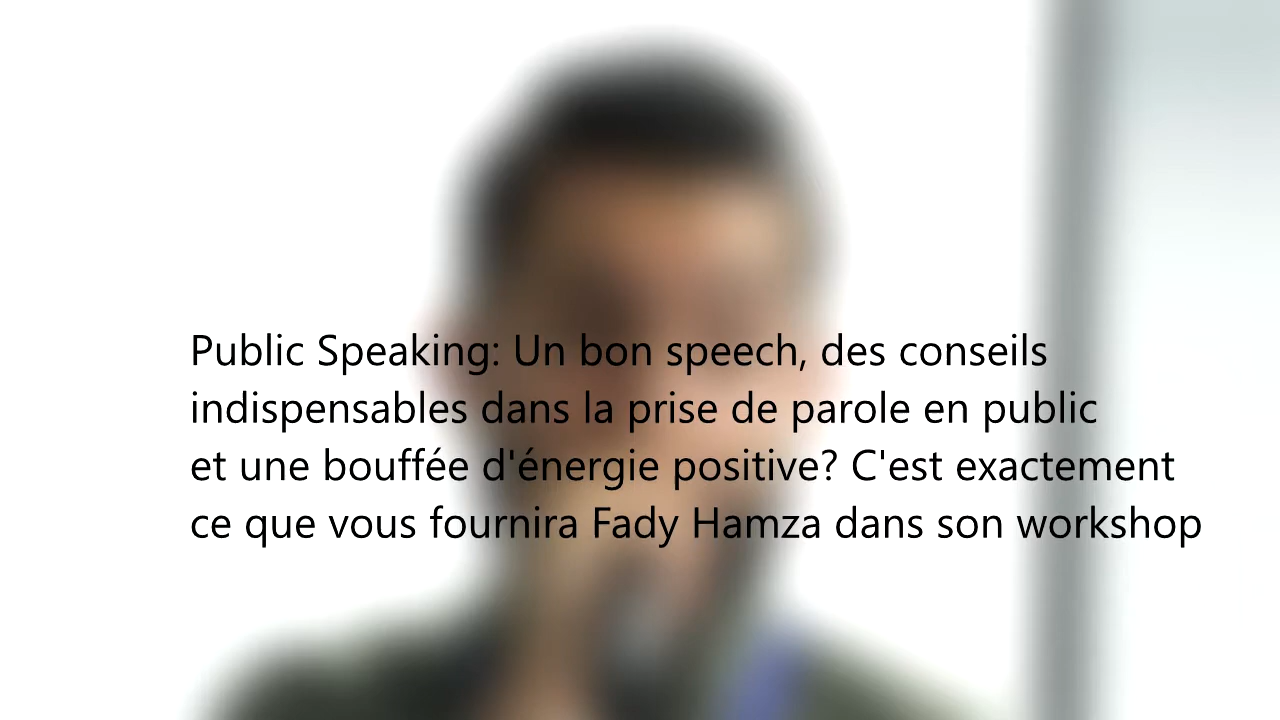 Public Speaking: Un bon speech, des conseils
indispensables dans la prise de parole en public
et une bouffée d'énergie positive? C'est exactement
ce que vous fournira Fady Hamza dans son workshop